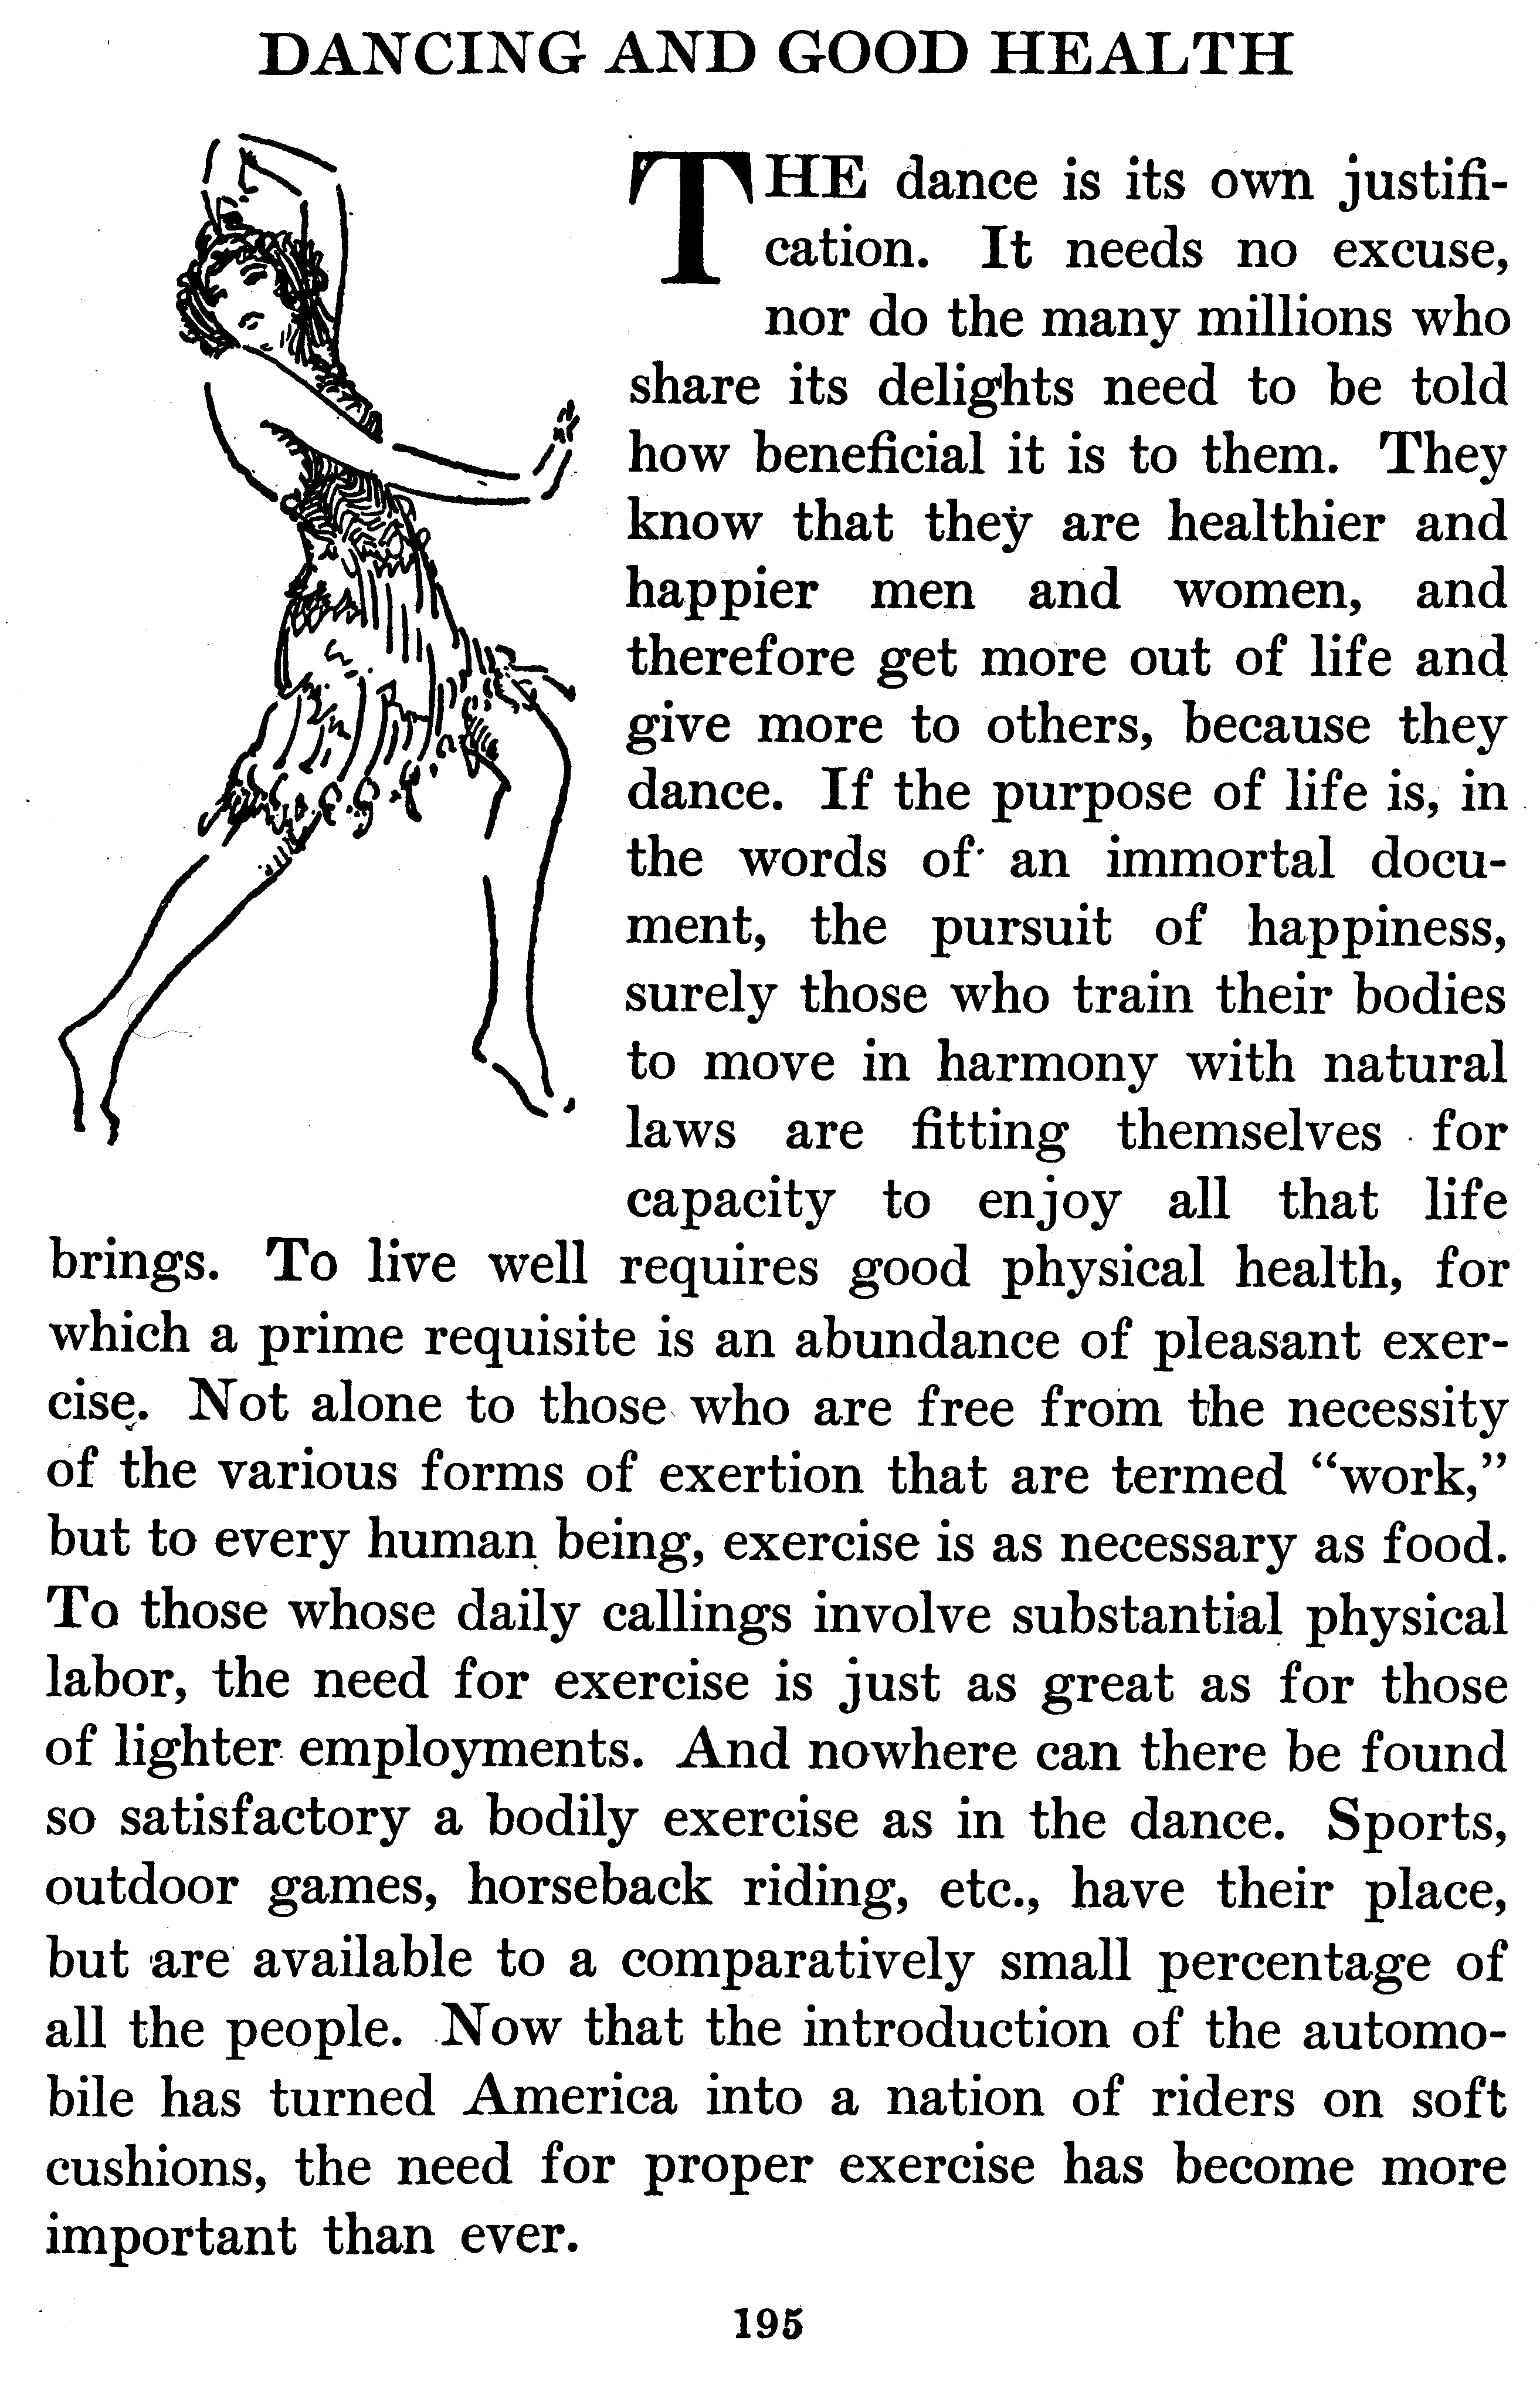 DANCING AND GOOD HEALTH
THE dance is its own justifi-
cation. It needs no excuse,
nor do the many millions who
share its delights need to be told
how beneficial it is to them. They
know that they are healthier and
happier men and women, and
therefore get more out of life and
give more to others, because they
dance. If the purpose of life is, in
the words of an immortal docu-
ment, the pursuit of happiness,
surely those who train their bodies
to move in harmony with natural
laws are fitting themselves for
capacity to enjoy all that life
brings. To live well requires good physical health, for
which a prime requisite is an abundance of pleasant exer-
cise. Not alone to those who are free from the necessity
of the various forms of exertion that are termed “work,”
but to every human being, exercise is as necessary as food.
To those whose daily callings involve substantial physical
labor, the need for exercise is just as great as for those
of lighter employments. And nowhere can there be found
so satisfactory a bodily exercise as in the dance. Sports,
outdoor games, horseback riding, etc., have their place,
but are available to a comparatively small percentage of
all the people. Now that the introduction of the automo-
bile has turned America into a nation of riders on soft
cushions, the need for proper exercise has become more
important than ever.
195